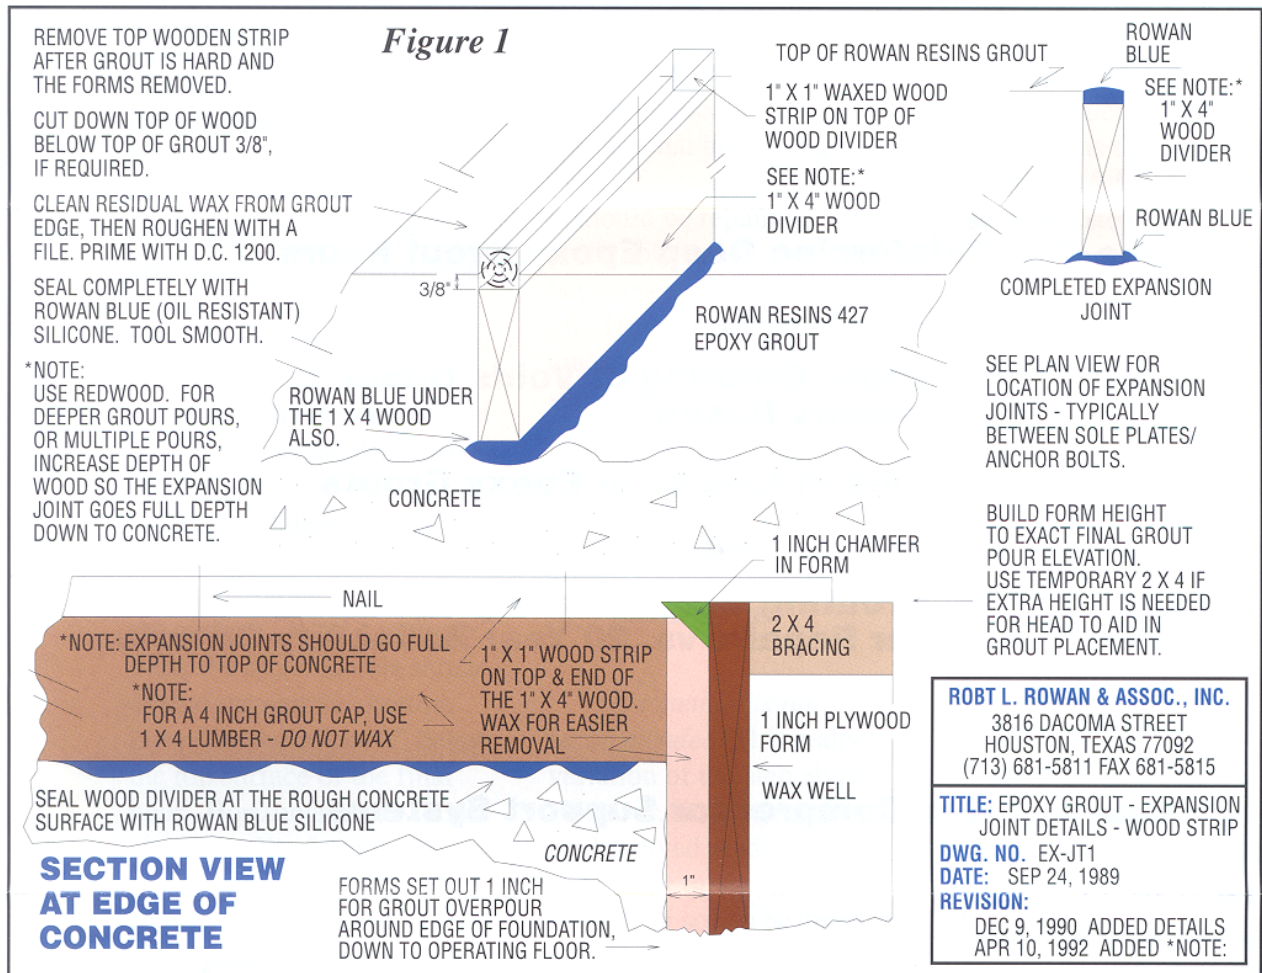 Figure 1
REMOVE TOP WOODEN STRIP
AFTER GROUT IS HARD AND
THE FORMS REMOVED.
CUT DOWN TOP OF WOOD
BELOW TOP OF GROUT 3/8",
IF REQUIRED.
CLEAN RESIDUAL WAX FROM GROUT
EDGE, THEN ROUGHEN WITH A
FILE. PRIME WITH D.C. 1200.
SEAL COMPLETELY WITH
ROWAN BLUE (OIL RESISTANT)
SILICONE. TOOL SMOOTH.
*NOTE:
USE REDWOOD. FOR
DEEPER GROUT POURS,
OR MULTIPLE POURS,
INCREASE DEPTH OF
WOOD SO THE EXPANSION
JOINT GOES FULL DEPTH
DOWN TO CONCRETE.
3/8"
ROWAN BLUE UNDER
THE 1 X 4 WOOD
ALSO.
CONCRETE
TOP OF ROWAN RESINS GROUT
1" X 1" WAXED WOOD
STRIP ON TOP OF
WOOD DIVIDER
SEE NOTE:*
1" X 4" WOOD
DIVIDER
ROWAN RESINS 427
EPOXY GROUT
ROWAN
BLUE
SEE NOTE:*
1" X 4"
WOOD
DIVIDER
ROWAN BLUE
COMPLETED EXPANSION
JOINT
SEE PLAN VIEW FOR
LOCATION OF EXPANSION
JOINTS - TYPICALLY
BETWEEN SOLE PLATES/
ANCHOR BOLTS.
BUILD FORM HEIGHT
TO EXACT FINAL GROUT
POUR ELEVATION.
USE TEMPORARY 2 X 4 IF
EXTRA HEIGHT IS NEEDED
FOR HEAD TO AID IN
GROUT PLACEMENT.
1 INCH CHAMFER
IN FORM
NAIL
*NOTE: EXPANSION JOINTS SHOULD GO FULL
DEPTH TO TOP OF CONCRETE
*NOTE:
FOR A 4 INCH GROUT CAP, USE
1 X 4 LUMBER - DO NOT WAX
1" X 1" WOOD STRIP
ON TOP & END OF
THE 1" X 4" WOOD.
WAX FOR EASIER
REMOVAL
2 X 4
BRACING
1 INCH PLYWOOD
FORM
WAX WELL
SEAL WOOD DIVIDER AT THE ROUGH CONCRETE
SURFACE WITH ROWAN BLUE SILICONE
CONCRETE
1"
SECTION VIEW
AT EDGE OF
CONCRETE
FORMS SET OUT 1 INCH
FOR GROUT OVERPOUR
AROUND EDGE OF FOUNDATION,
DOWN TO OPERATING FLOOR.
ROBT L. ROWAN & ASSOC., INC.
3816 DACOMA STREET
HOUSTON, TEXAS 77092
(713) 681-5811 FAX 681-5815
TITLE: EPOXY GROUT - EXPANSION
JOINT DETAILS - WOOD STRIP
DWG. NO. EX-JT1
DATE: SEP 24, 1989
REVISION:
DEC 9, 1990 ADDED DETAILS
APR 10, 1992 ADDED *NOTE: